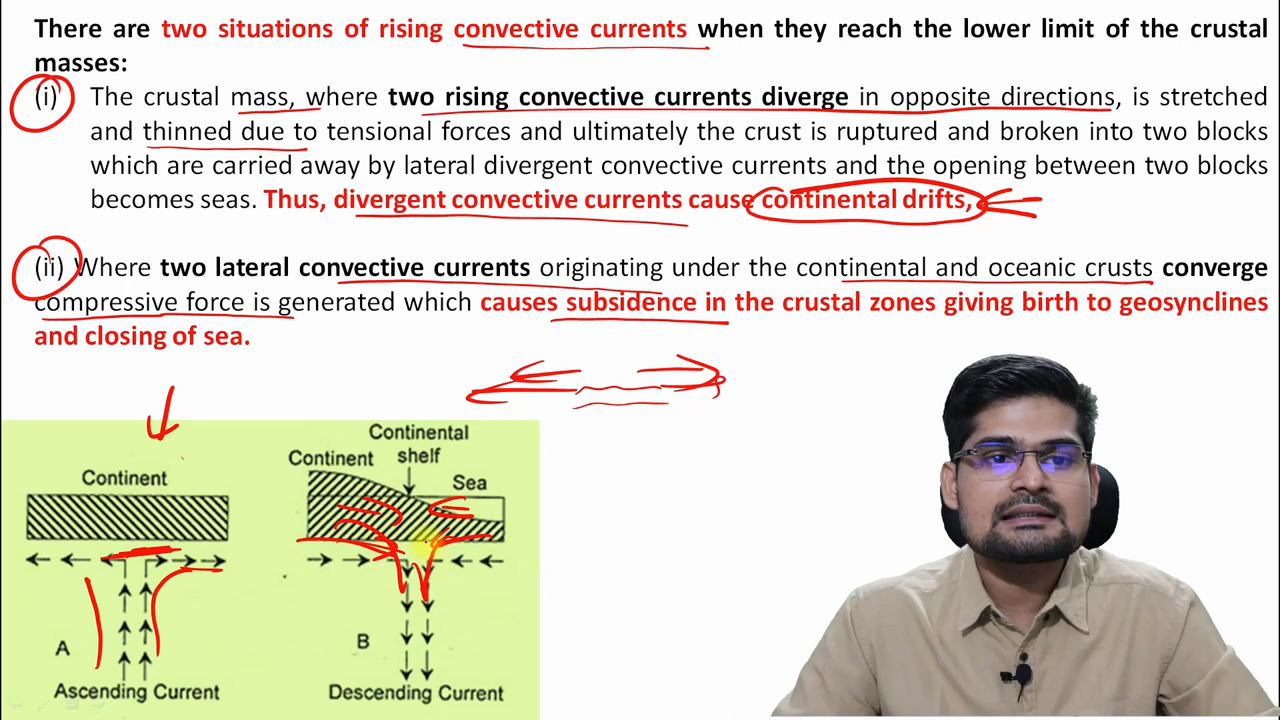 There are two situations of rising convective currents when they reach the lower limit of the crustal
masses:
(i) The crustal mass, where two rising convective currents diverge in opposite directions, is stretched
and thinned due to tensional forces and ultimately the crust is ruptured and broken into two blocks
which are carried away by lateral divergent convective currents and the opening between two blocks
becomes seas. Thus, divergent convective currents cause continental drifts,
(ii) Where two lateral convective currents originating under the continental and oceanic crusts converge
compressive force is generated which causes subsidence in the crustal zones giving birth to geosynclines
and closing of sea.
Continent
A
Ascending Current
Continental
shelf
Continent
Sea
B
Descending Current